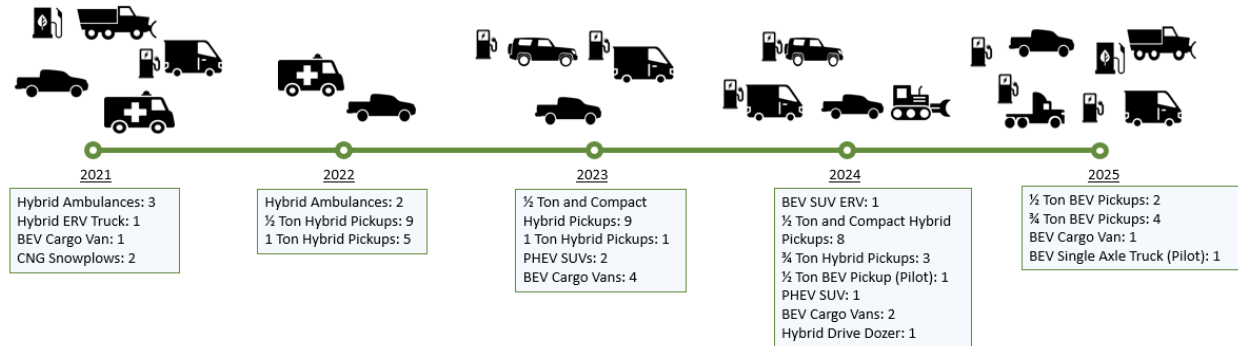 2021
Hybrid Ambulances: 3
Hybrid ERV Truck: 1
BEV Cargo Van: 1
CNG Snowplows: 2
2022
Hybrid Ambulances: 2
½ Ton Hybrid Pickups: 9
1 Ton Hybrid Pickups: 5
2023
½ Ton and Compact
Hybrid Pickups: 9
1 Ton Hybrid Pickups: 1
PHEV SUVs: 2
BEV Cargo Vans: 4
2024
BEV SUV ERV: 1
½ Ton and Compact Hybrid
Pickups: 8
¾ Ton Hybrid Pickups: 3
½ Ton BEV Pickup (Pilot): 1
PHEV SUV: 1
BEV Cargo Vans: 2
Hybrid Drive Dozer: 1
2025
½ Ton BEV Pickups: 2
¾ Ton BEV Pickups: 4
BEV Cargo Van: 1
BEV Single Axle Truck (Pilot): 1